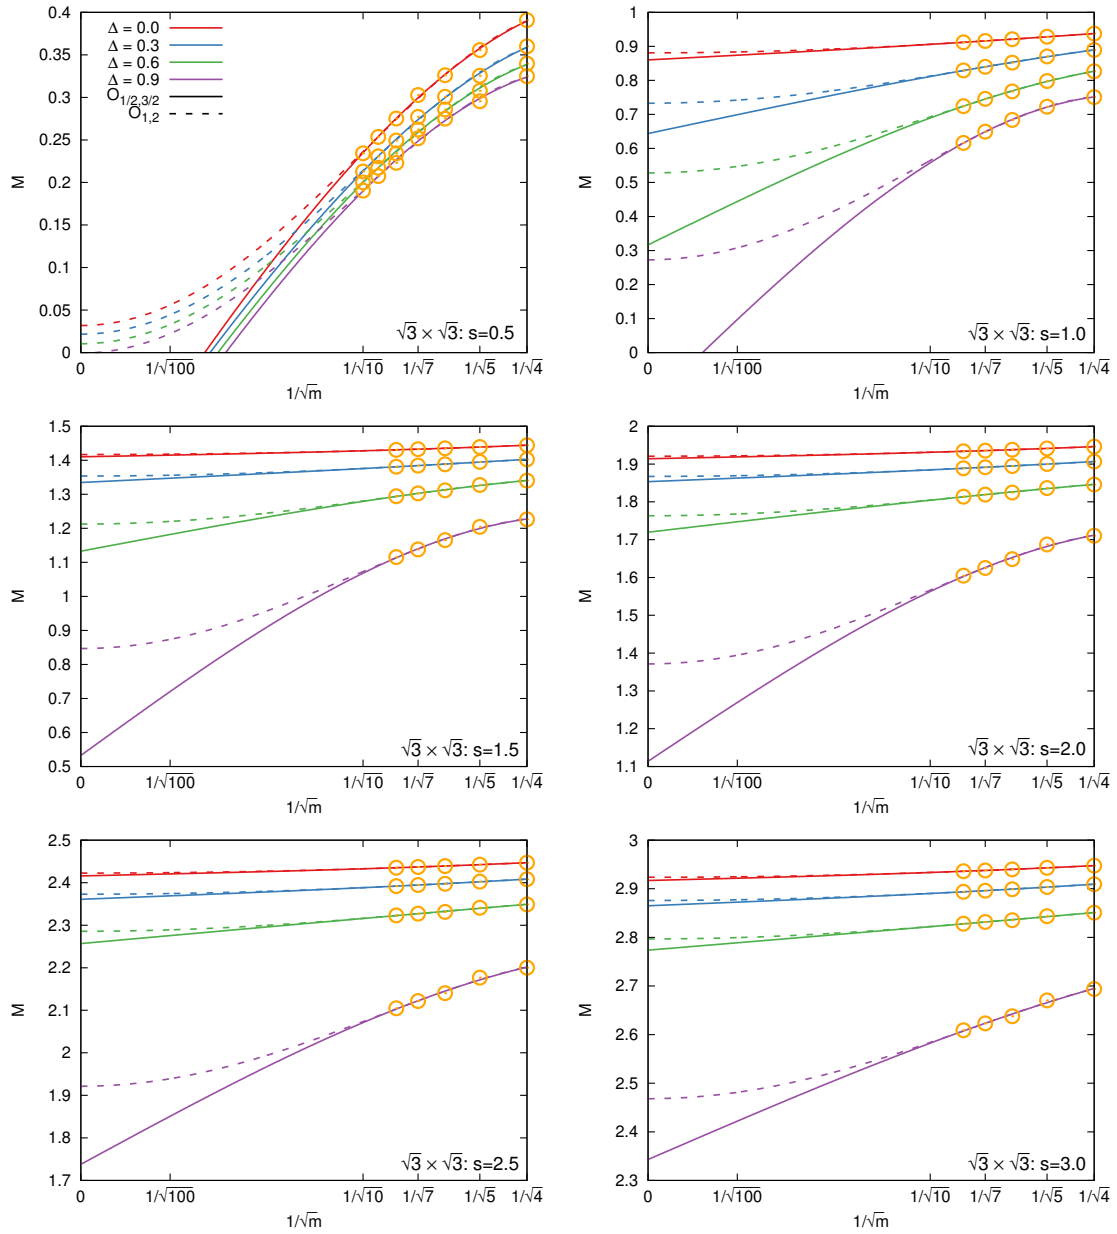 Δ = 0.0
Δ = 0.3
Δ = 0.6
Δ = 0.9
O1/2,3/2
O1,2
0.4
0.35
0.3
0.25
0.2
0.15
0.1
0.05
0
M
√3 × √3: s=0.5
0 1/√100 1/√10 1/√7 1/√5 1/√4
1/√m
1
0.9
0.8
0.7
0.6
0.5
0.4
0.3
0.2
0.1
0
M
√3 × √3: s=1.0
0 1/√100 1/√10 1/√7 1/√5 1/√4
1/√m
1.5
1.4
1.3
1.2
1.1
1
0.9
0.8
0.7
0.6
0.5
M
√3 × √3: s=1.5
0 1/√100 1/√10 1/√7 1/√5 1/√4
1/√m
2
1.9
1.8
1.7
1.6
1.5
1.4
1.3
1.2
1.1
M
√3 × √3: s=2.0
0 1/√100 1/√10 1/√7 1/√5 1/√4
1/√m
2.5
2.4
2.3
2.2
2.1
2
1.9
1.8
1.7
M
√3 × √3: s=2.5
0 1/√100 1/√10 1/√7 1/√5 1/√4
1/√m
3
2.9
2.8
2.7
2.6
2.5
2.4
2.3
M
√3 × √3: s=3.0
0 1/√100 1/√10 1/√7 1/√5 1/√4
1/√m